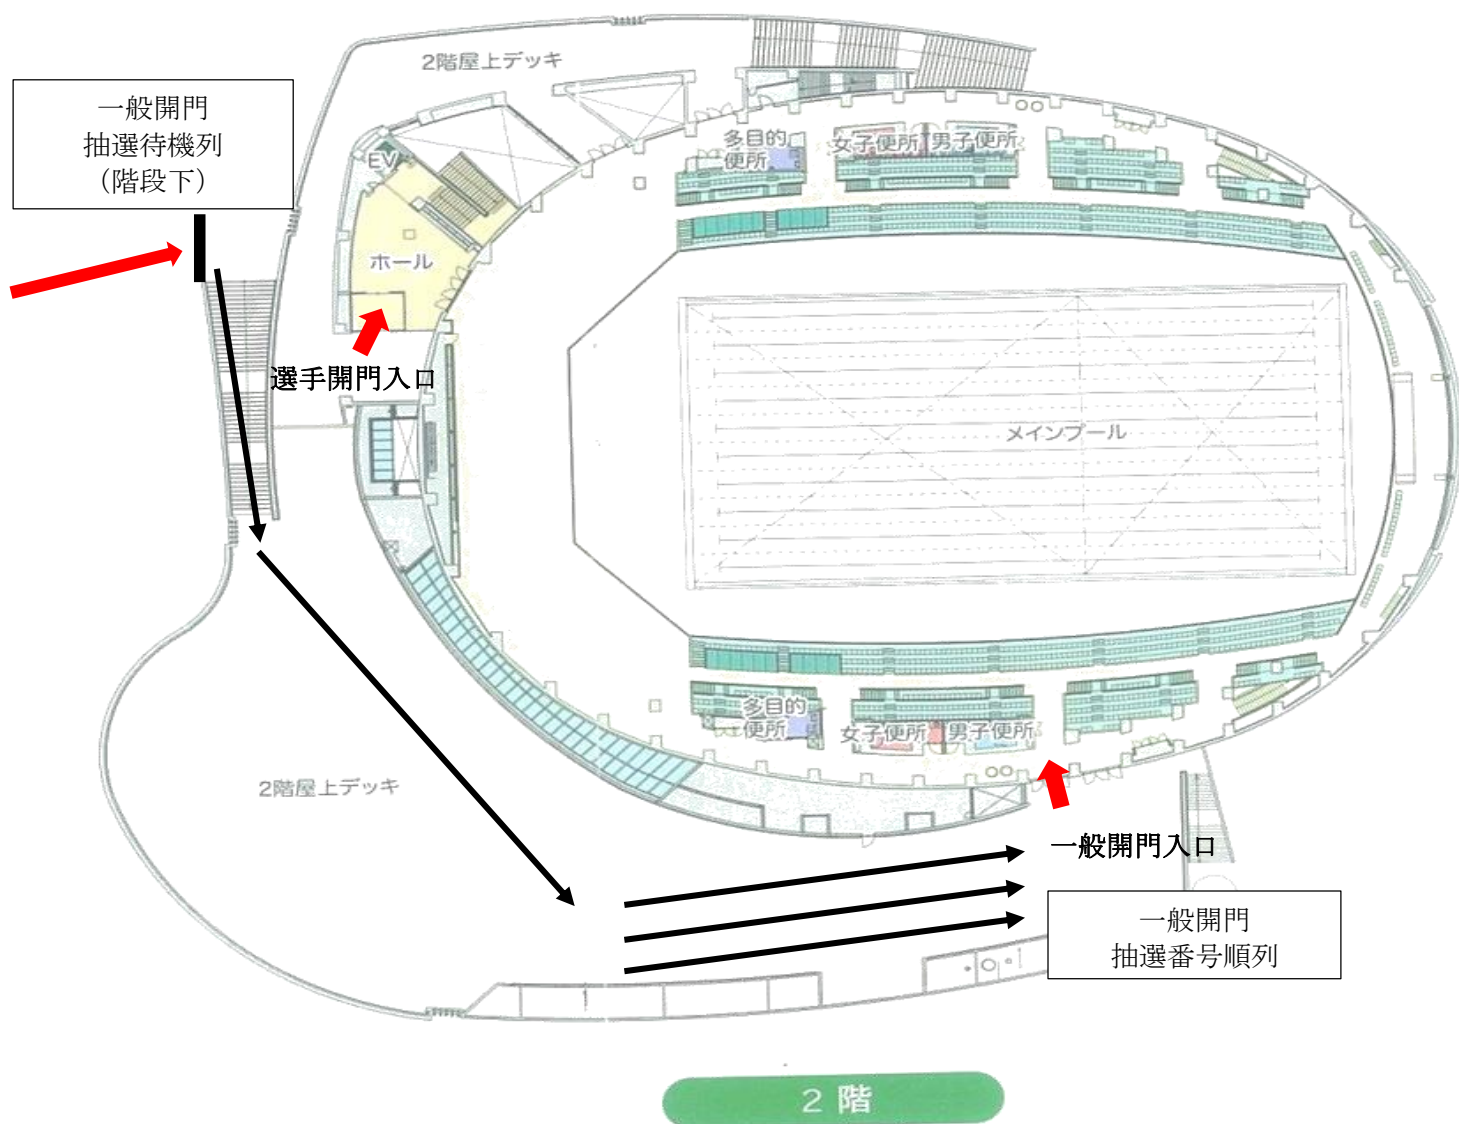 2階屋上デッキ
一般開門
抽選待機列
（階段下）
多目的
便所
女子便所
男子便所
EV
ホール
選手開門入口
メインプール
多目的
便所
女子便所
男子便所
2階屋上デッキ
一般開門入口
一般開門
抽選番号順列
2 階